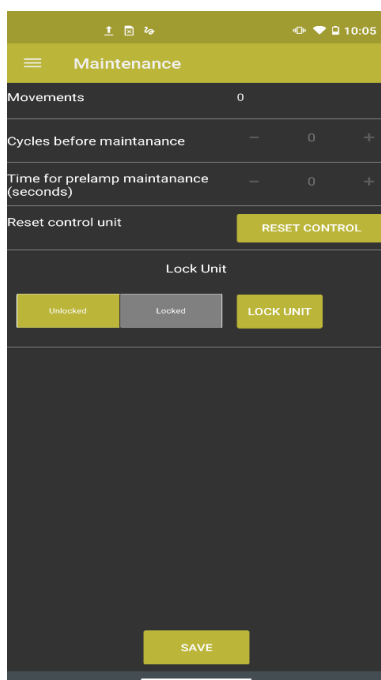 10:05
Maintenance
Movements 0
Cycles before maintanance − 0 +
Time for prelamp maintanance
(seconds) − 0 +
Reset control unit RESET CONTROL
Lock Unit
Unlocked Locked LOCK UNIT
SAVE